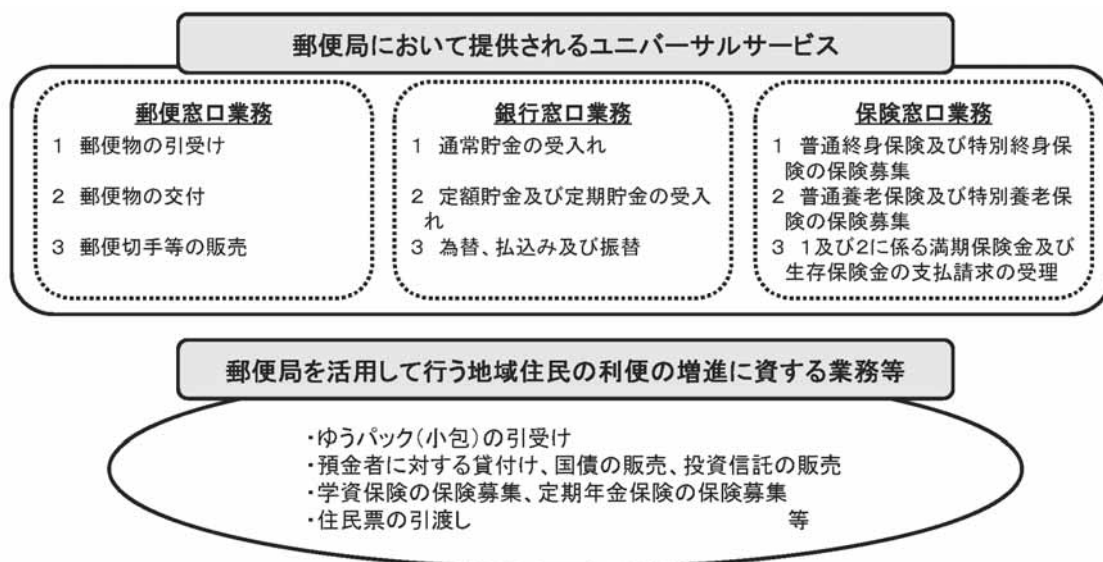 郵便局において提供されるユニバーサルサービス
郵便窓口業務
1 郵便物の引受け
2 郵便物の交付
3 郵便切手等の販売
銀行窓口業務
1 通常貯金の受入れ
2 定額貯金及び定期貯金の受入
れ
3 為替、払込み及び振替
保険窓口業務
1 普通終身保険及び特別終身保
険の保険募集
2 普通養老保険及び特別養老保
険の保険募集
3 1及び2に係る満期保険金及び
生存保険金の支払請求の受理
郵便局を活用して行う地域住民の利便の増進に資する業務等
・ゆうパック(小包)の引受け
・預金者に対する貸付け、国債の販売、投資信託の販売
・学資保険の保険募集、定期年金保険の保険募集
・住民票の引渡し 等